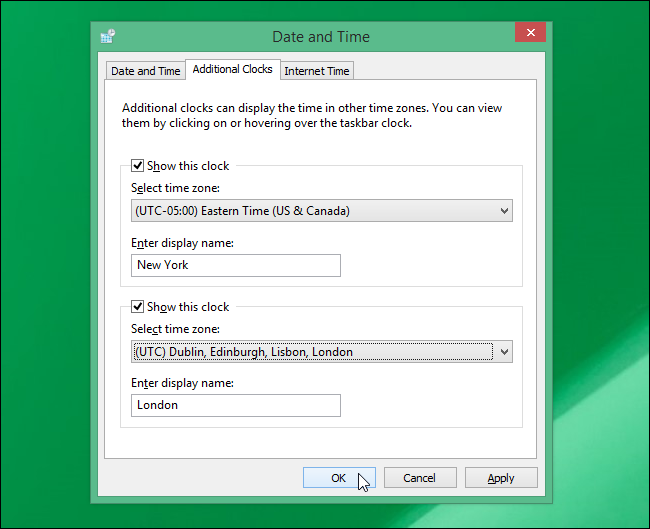 Date and Time
Date and Time Additional Clocks Internet Time
Additional clocks can display the time in other time zones. You can view
them by clicking on or hovering over the taskbar clock.
Show this clock
Select time zone:
(UTC-05:00) Eastern Time (US & Canada)
Enter display name:
New York
Show this clock
Select time zone:
(UTC) Dublin, Edinburgh, Lisbon, London
Enter display name:
London
OK Cancel Apply